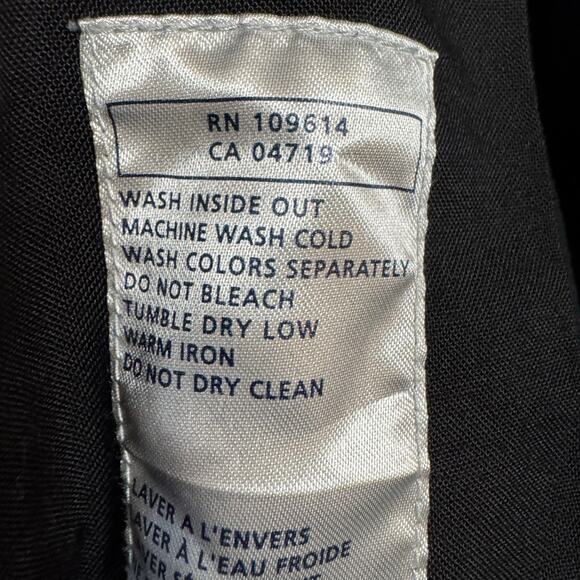 RN 109614
CA 04719
WASH INSIDE OUT
MACHINE WASH COLD
WASH COLORS SEPARATELY
DO NOT BLEACH
TUMBLE DRY LOW
WARM IRON
DO NOT DRY CLEAN
LAVER A L'ENVERS
LAVER À L'EAU FROIDE